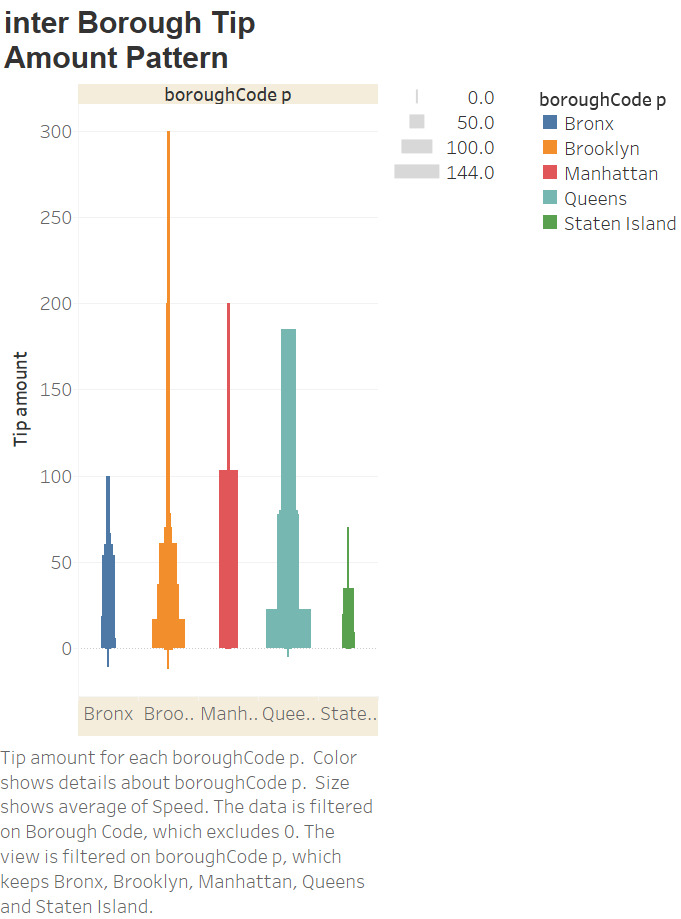 inter Borough Tip
Amount Pattern
boroughCode p
300
250
200
150
100
50
0
Tip amount
Bronx Broo.. Manh.. Quee.. State..
0.0
50.0
100.0
144.0
boroughCode p
Bronx
Brooklyn
Manhattan
Queens
Staten Island
Tip amount for each boroughCode p.  Color
shows details about boroughCode p.  Size
shows average of Speed. The data is filtered
on Borough Code, which excludes 0. The
view is filtered on boroughCode p, which
keeps Bronx, Brooklyn, Manhattan, Queens
and Staten Island.